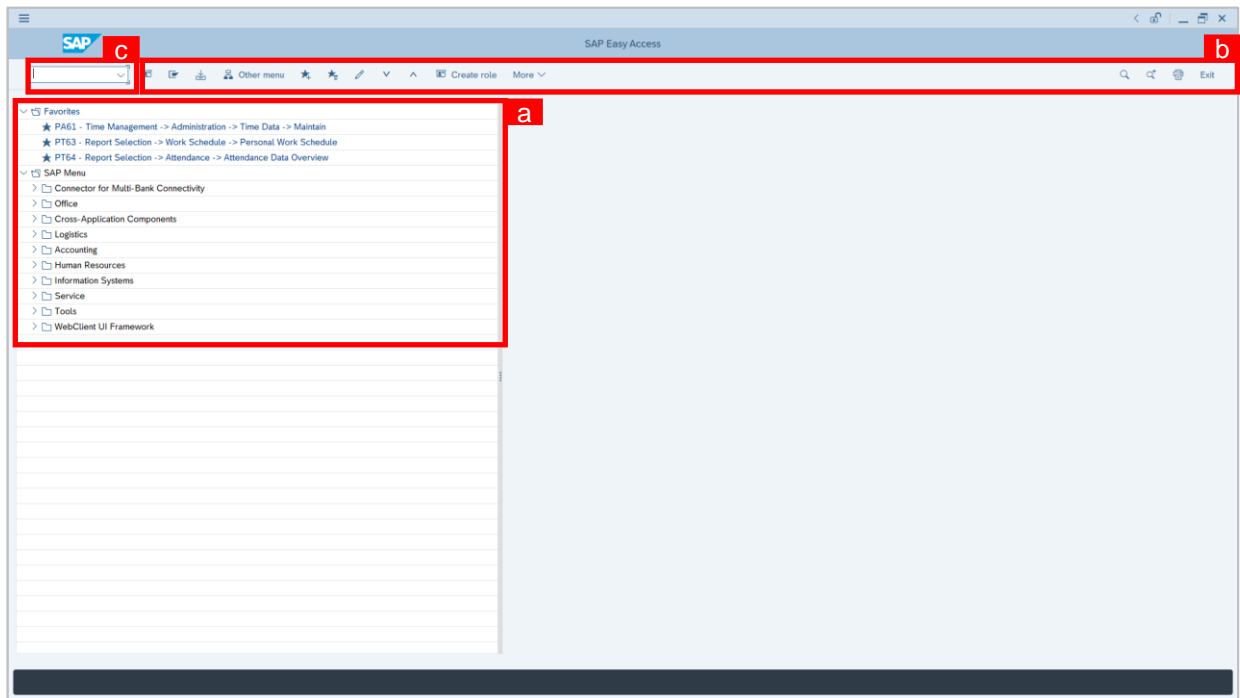 SAP
SAP Easy Access
c
b
Other menu
Create role
More
Exit
a
Favorites
PA61 - Time Management -> Administration -> Time Data -> Maintain
PT63 - Report Selection -> Work Schedule -> Personal Work Schedule
PT64 - Report Selection -> Attendance -> Attendance Data Overview
SAP Menu
Connector for Multi-Bank Connectivity
Office
Cross-Application Components
Logistics
Accounting
Human Resources
Information Systems
Service
Tools
WebClient UI Framework